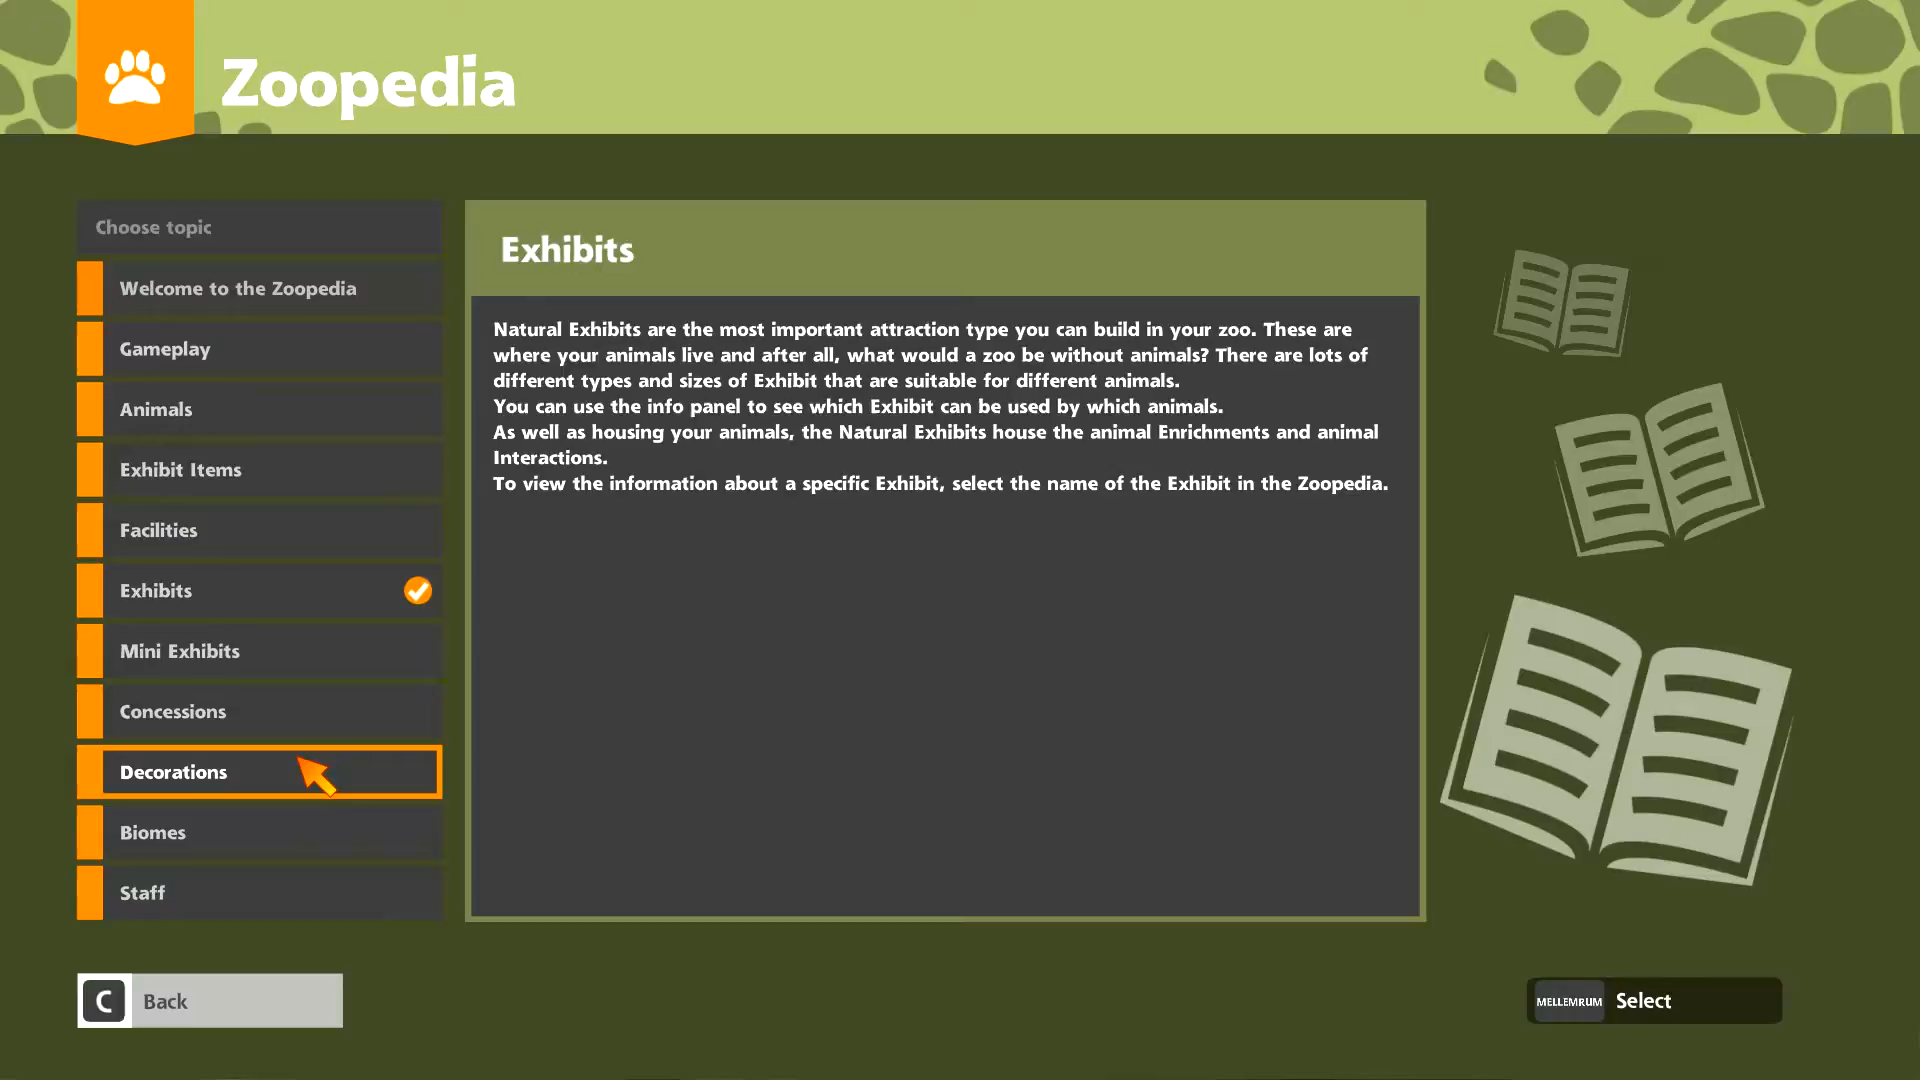 Zoopedia
Choose topic
Welcome to the Zoopedia
Gameplay
Animals
Exhibit Items
Facilities
Exhibits
Mini Exhibits
Concessions
Decorations
Biomes
Staff
Exhibits
Natural Exhibits are the most important attraction type you can build in your zoo. These are
where your animals live and after all, what would a zoo be without animals? There are lots of
different types and sizes of Exhibit that are suitable for different animals.
You can use the info panel to see which Exhibit can be used by which animals.
As well as housing your animals, the Natural Exhibits house the animal Enrichments and animal
Interactions.
To view the information about a specific Exhibit, select the name of the Exhibit in the Zoopedia.
C Back
MELLEMRUM Select